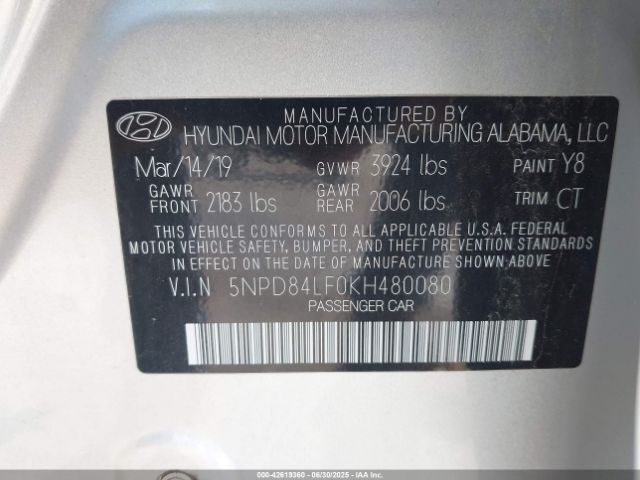 MANUFACTURED BY
HYUNDAI MOTOR MANUFACTURING ALABAMA, LLC
Mar/14/19 GVWR 3924 lbs PAINT Y8
GAWR FRONT 2183 lbs GAWR REAR 2006 lbs TRIM CT
THIS VEHICLE CONFORMS TO ALL APPLICABLE U.S.A. FEDERAL
MOTOR VEHICLE SAFETY, BUMPER, AND THEFT PREVENTION
STANDARDS IN EFFECT ON THE DATE OF MANUFACTURE SHOWN ABOVE
V.I.N 5NPD84LF0KH480080
PASSENGER CAR
000-42619360 - 06/30/2025 - IAAI.COM